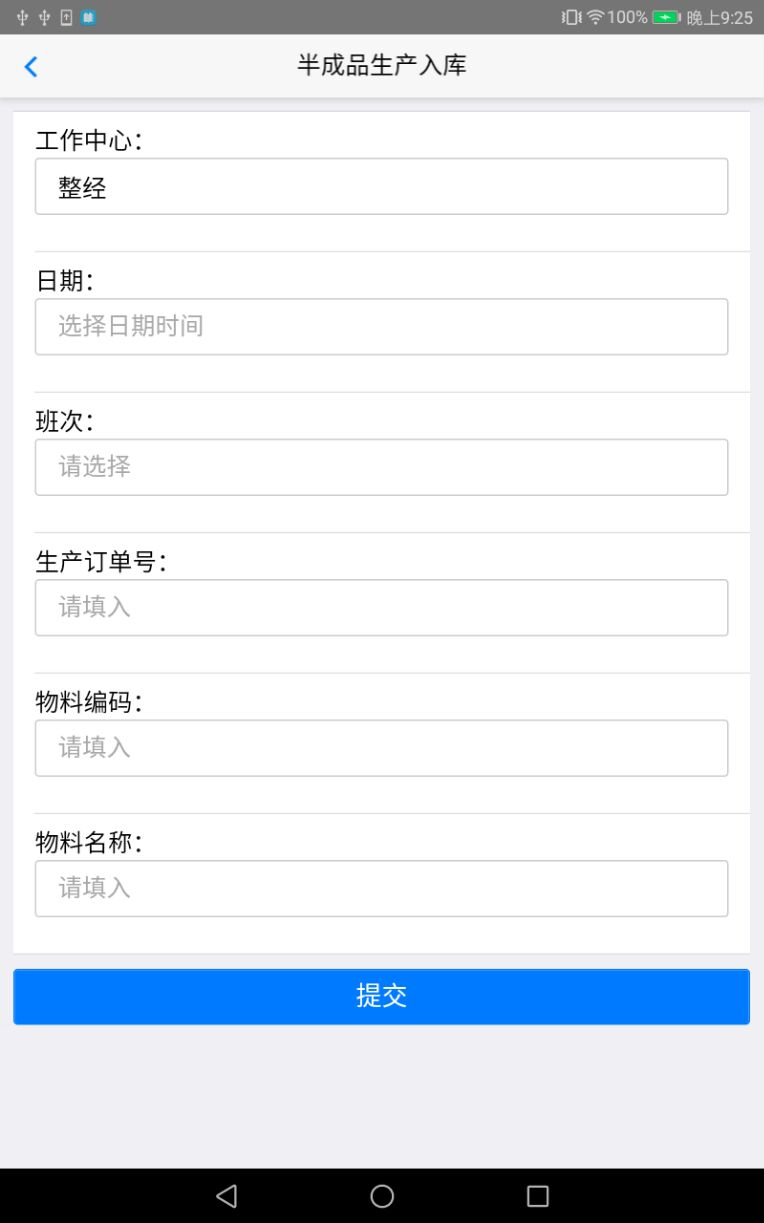 100% 晚上9:25
半成品生产入库
工作中心：
整经
日期：
选择日期时间
班次：
请选择
生产订单号：
请填入
物料编码：
请填入
物料名称：
请填入
提交